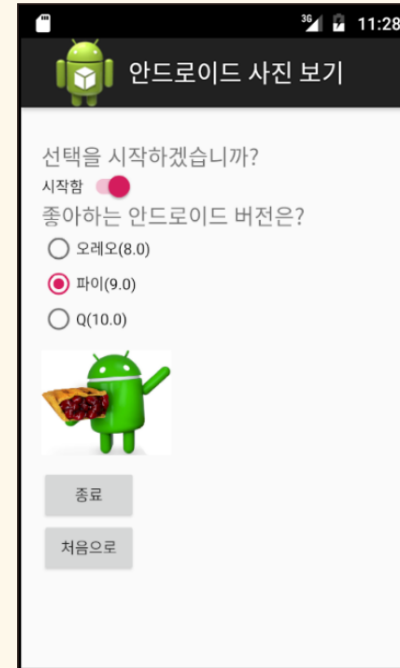 3G 11:28
안드로이드 사진 보기
선택을 시작하겠습니까?
시작함
좋아하는 안드로이드 버전은?
오레오(8.0)
파이(9.0)
Q(10.0)
종료
처음으로